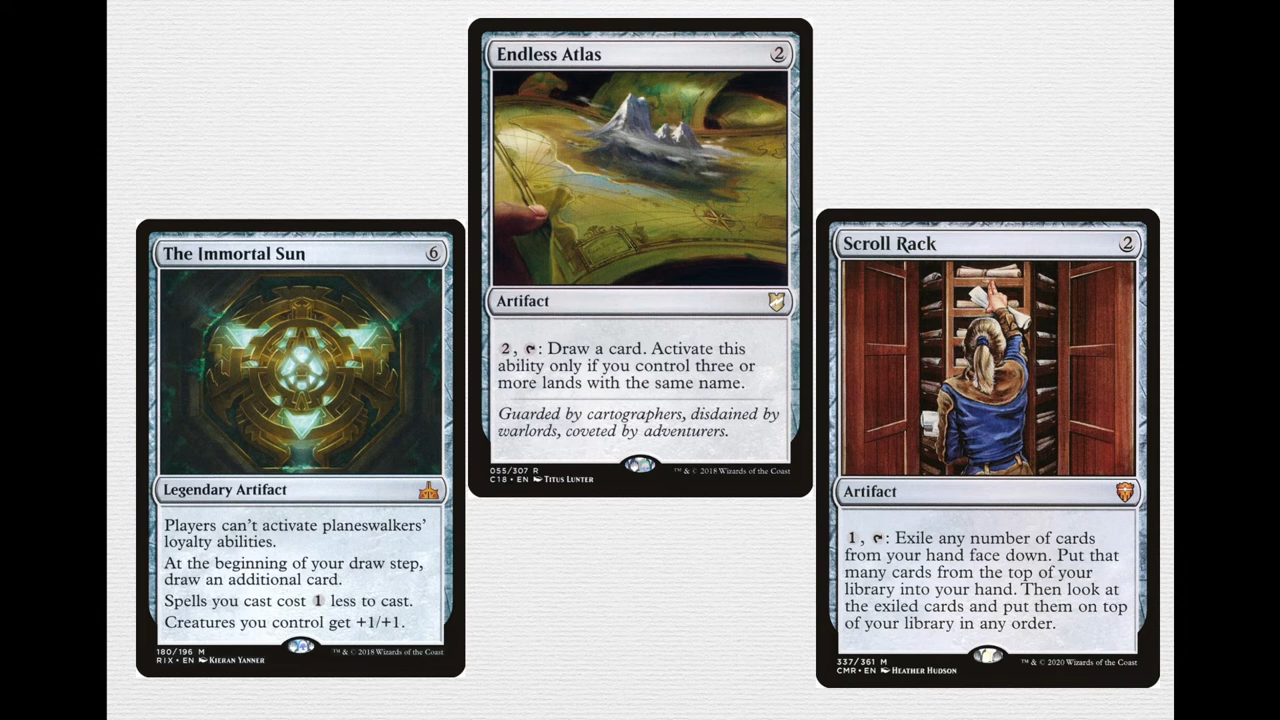 Endless Atlas 2
Artifact
2, : Draw a card. Activate this
ability only if you control three or
more lands with the same name.
Guarded by cartographers, disdained by
warlords, coveted by adventurers.
055/307 R
C18 • EN Titus Lunter
™ & © 2018 Wizards of the Coast
The Immortal Sun 6
Legendary Artifact
Players can't activate planeswalkers'
loyalty abilities.
At the beginning of your draw step,
draw an additional card.
Spells you cast cost 1 less to cast.
Creatures you control get +1/+1.
180/196 M
RIX • EN Kieran Yanner
™ & © 2018 Wizards of the Coast
Scroll Rack 2
Artifact
1, : Exile any number of cards
from your hand face down. Put that
many cards from the top of your
library into your hand. Then look at
the exiled cards and put them on top
of your library in any order.
337/361 M
CMR • EN Heather Hudson
™ & © 2020 Wizards of the Coast